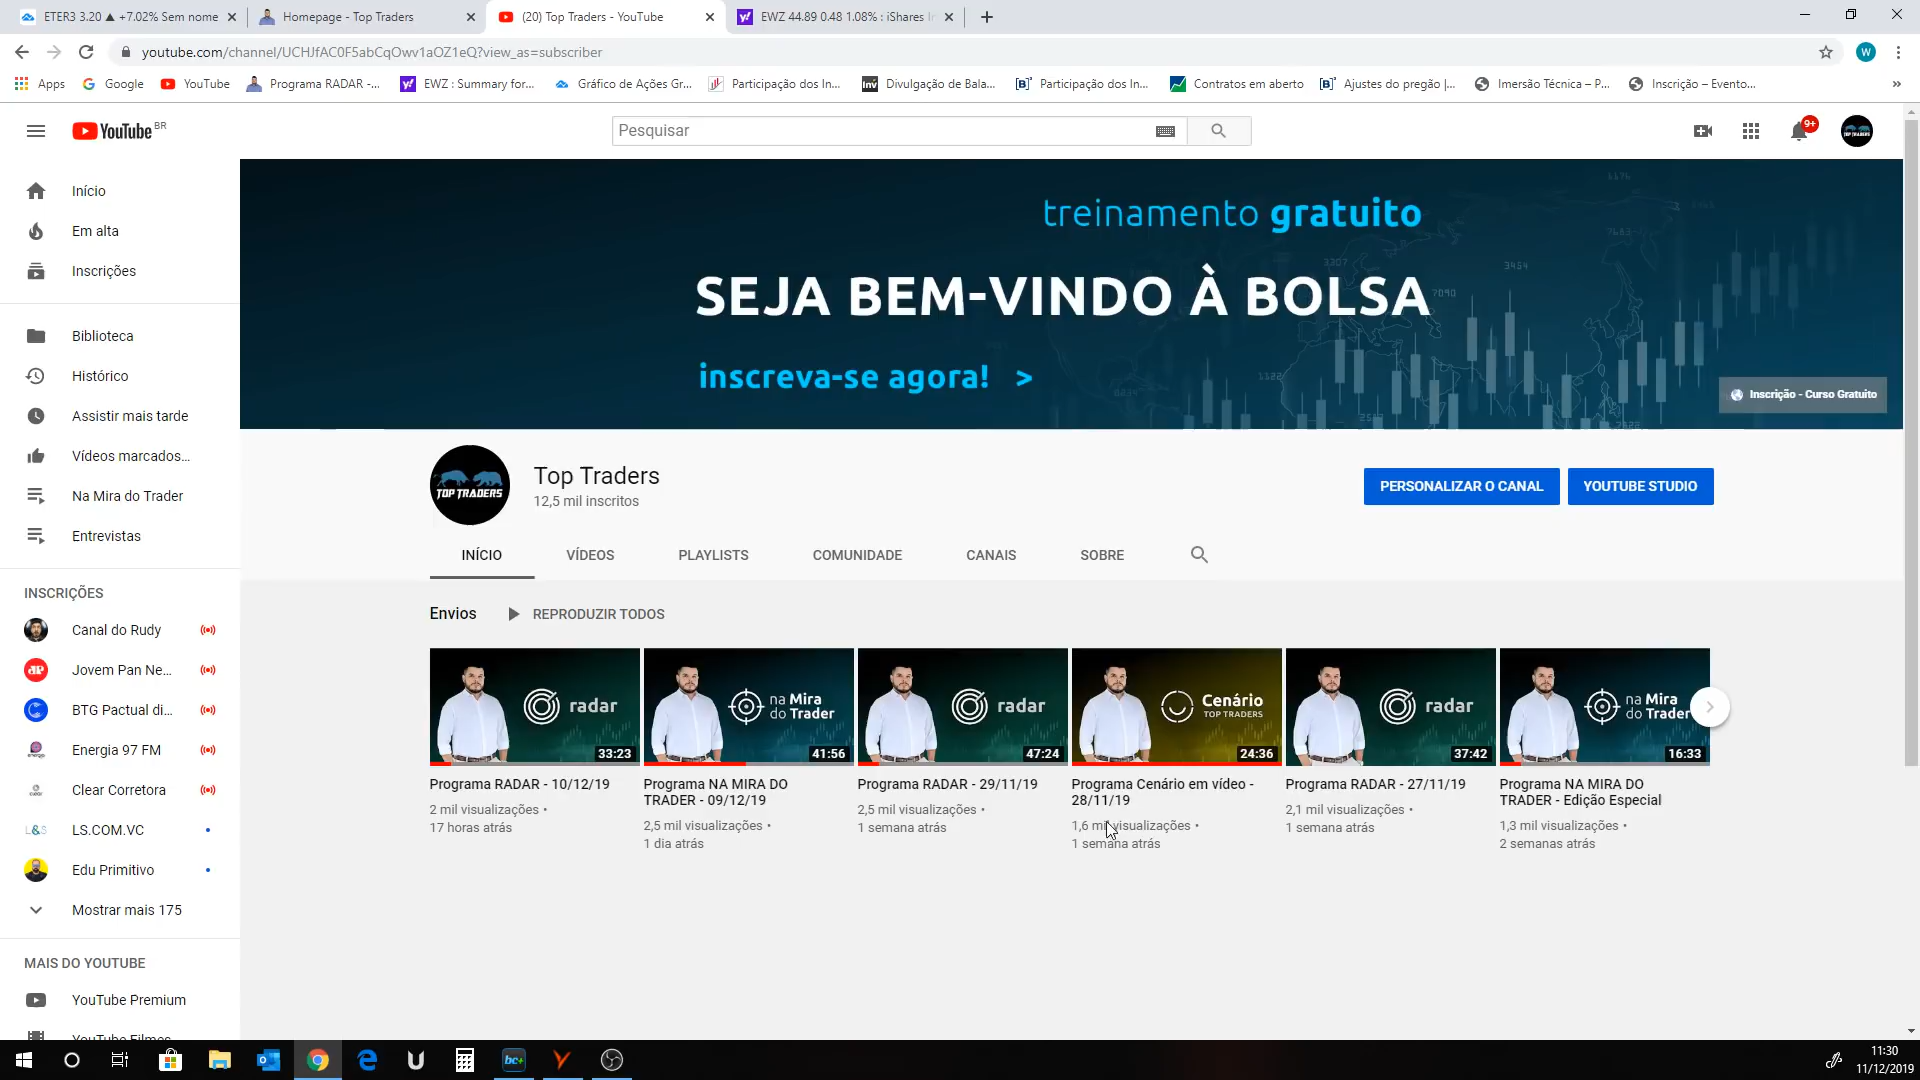 ETER3 3.20 ▲ +7.02% Sem nome
Homepage - Top Traders
(20) Top Traders - YouTube
EWZ 44.89 0.48 1.08% : iShares I
youtube.com/channel/UCHJfAC0F5abCqOwv1aOZ1eQ?view_as=subscriber
W
Apps
Google
YouTube
Programa RADAR -...
EWZ : Summary for...
Gráfico de Ações Gr...
Participação dos In...
Divulgação de Bala...
Participação dos In...
Contratos em aberto
Ajustes do pregão |...
Imersão Técnica – P...
Inscrição – Evento...
YouTube BR
Pesquisar
9+
Início
Em alta
Inscrições
Biblioteca
Histórico
Assistir mais tarde
Vídeos marcados...
Na Mira do Trader
Entrevistas
INSCRIÇÕES
Canal do Rudy
Jovem Pan Ne...
BTG Pactual di...
Energia 97 FM
Clear Corretora
LS.COM.VC
Edu Primitivo
Mostrar mais 175
MAIS DO YOUTUBE
YouTube Premium
YouTube Filmes
treinamento gratuito
SEJA BEM-VINDO À BOLSA
inscreva-se agora! >
Inscrição - Curso Gratuito
TOP TRADERS
Top Traders
12,5 mil inscritos
PERSONALIZAR O CANAL
YOUTUBE STUDIO
INÍCIO
VÍDEOS
PLAYLISTS
COMUNIDADE
CANAIS
SOBRE
Envios
REPRODUZIR TODOS
radar
33:23
Programa RADAR - 10/12/19
2 mil visualizações •
17 horas atrás
na Mira
do Trader
41:56
Programa NA MIRA DO
TRADER - 09/12/19
2,5 mil visualizações •
1 dia atrás
radar
47:24
Programa RADAR - 29/11/19
2,5 mil visualizações •
1 semana atrás
Cenário
TOP TRADERS
24:36
Programa Cenário em vídeo -
28/11/19
1,6 mil visualizações •
1 semana atrás
radar
37:42
Programa RADAR - 27/11/19
2,1 mil visualizações •
1 semana atrás
na Mira
do Trader
16:33
Programa NA MIRA DO
TRADER - Edição Especial
1,3 mil visualizações •
2 semanas atrás
bc+
11:30
11/12/2019